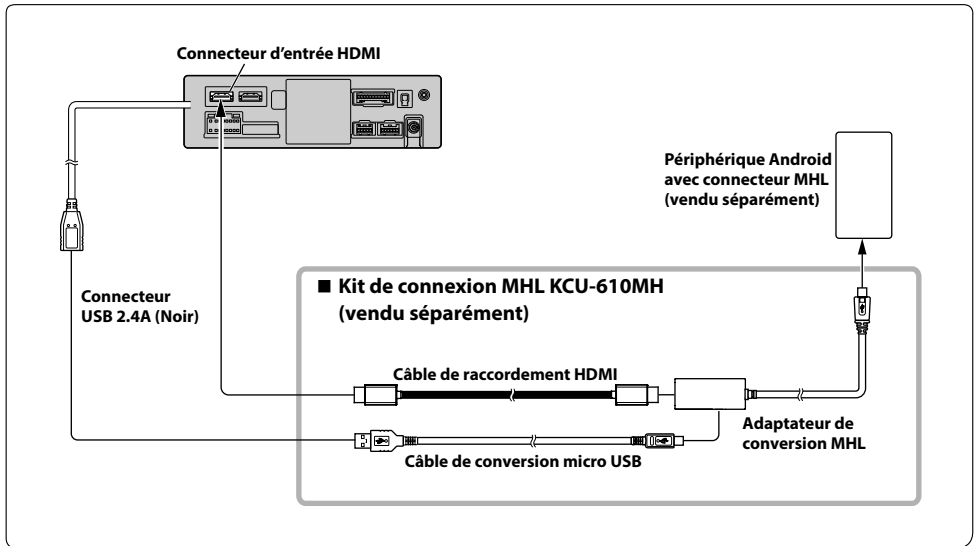 Connecteur d'entrée HDMI
Périphérique Android
avec connecteur MHL
(vendu séparément)
Connecteur
USB 2.4A (Noir)
■ Kit de connexion MHL KCU-610MH
(vendu séparément)
Câble de raccordement HDMI
Adaptateur de
conversion MHL
Câble de conversion micro USB